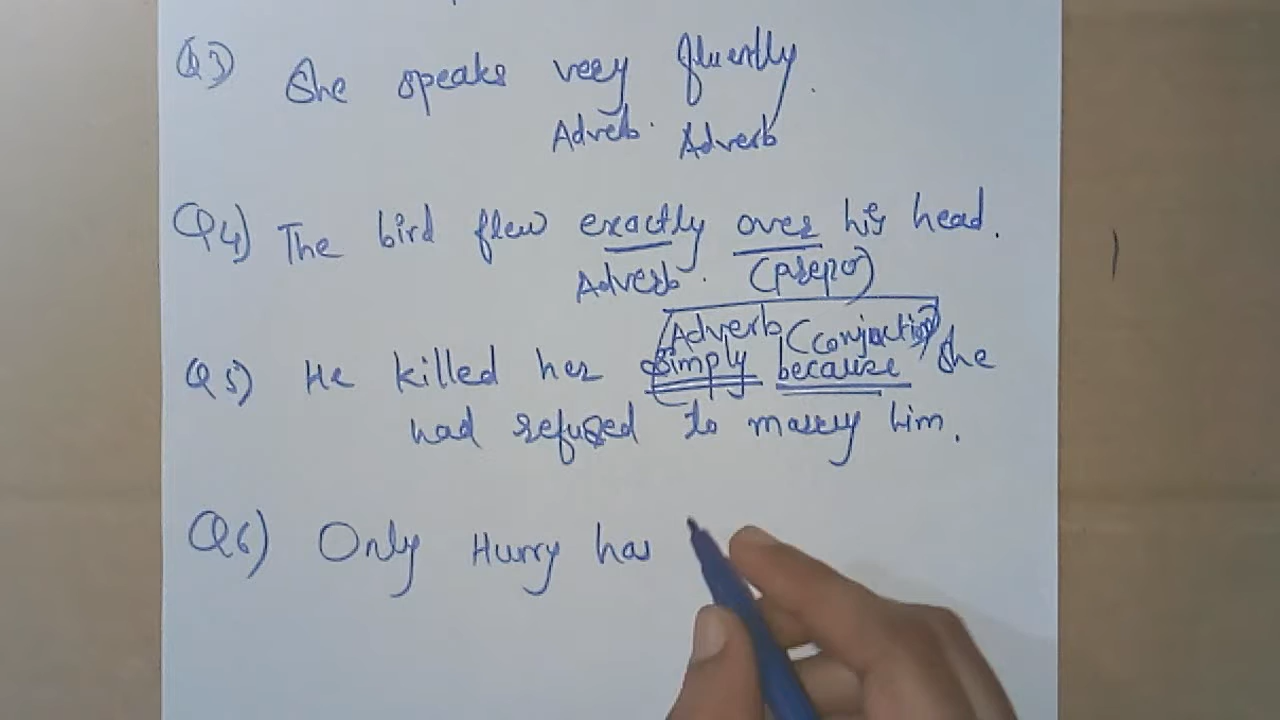 Q3) She speaks very fluently.
Adverb. Adverb
Q4) The bird flew exactly over his head.
Adverb. (prepo)
Adverb (conjuction)
Q5) He killed her simply because she
had refused to marry him.
Q6) Only Hurry has